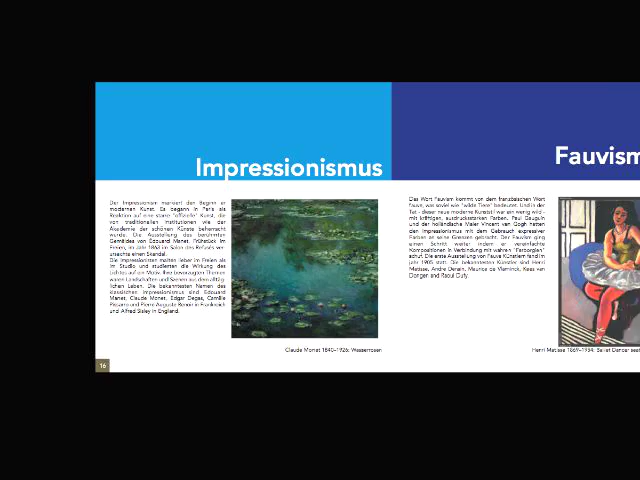 Impressionismus
Der Impressionism markiert den Beginn er
modernen Kunst. Es begann in Paris als
Reaktion auf eine starre "offizielle" Kunst, die
von traditionellen Institutionen wie der
Akademie der schönen Künste beherrscht
wurde. Die Ausstellung des berühmten
Gemäldes von Edouard Manet, Frühstück im
Freien, im Jahr 1863 im Salon des Refusés ver-
ursachte einen Skandal.
Die Impressionisten malten lieber im Freien als
im Studio und studierten die Wirkung des
Lichtes auf ein Motiv. Ihre bevorzugten Themen
waren Landschaften und Szenen aus dem alltäg-
lichen Leben. Die bekanntesten Namen des
klassischen Impressionismus sind Edouard
Manet, Claude Monet, Edgar Degas, Camille
Pissarro und Pierre Auguste Renoir in Frankreich
und Alfred Sisley in England.
Claude Monet 1840-1926: Wasserrosen
16
Fauvism
Das Wort Fauvism kommt von dem französischen Wort
fauve, was soviel wie "wilde Tiere" bedeutet. Und in der
Tat - dieser neue moderne Kunststil war ein wenig wild -
mit kräftigen, ausdrucksstarken Farben. Paul Gauguin
und der holländische Maler Vincent van Gogh hatten
den Impressionismus mit dem Gebrauch expressiver
Farben an seine Grenzen gebracht. Der Fauvism ging
einen Schritt weiter indem er vereinfachte
Kompositionen in Verbindung mit wahren "Farborgien"
schuf. Die erste Ausstellung von Fauve Künstlern fand im
Jahr 1905 statt. Die bekanntesten Künstler sind Henri
Matisse, Andre Derain, Maurice de Vlaminck, Kees van
Dongen und Raoul Dufy.
Henri Matisse 1869-1954: Ballet Dancer